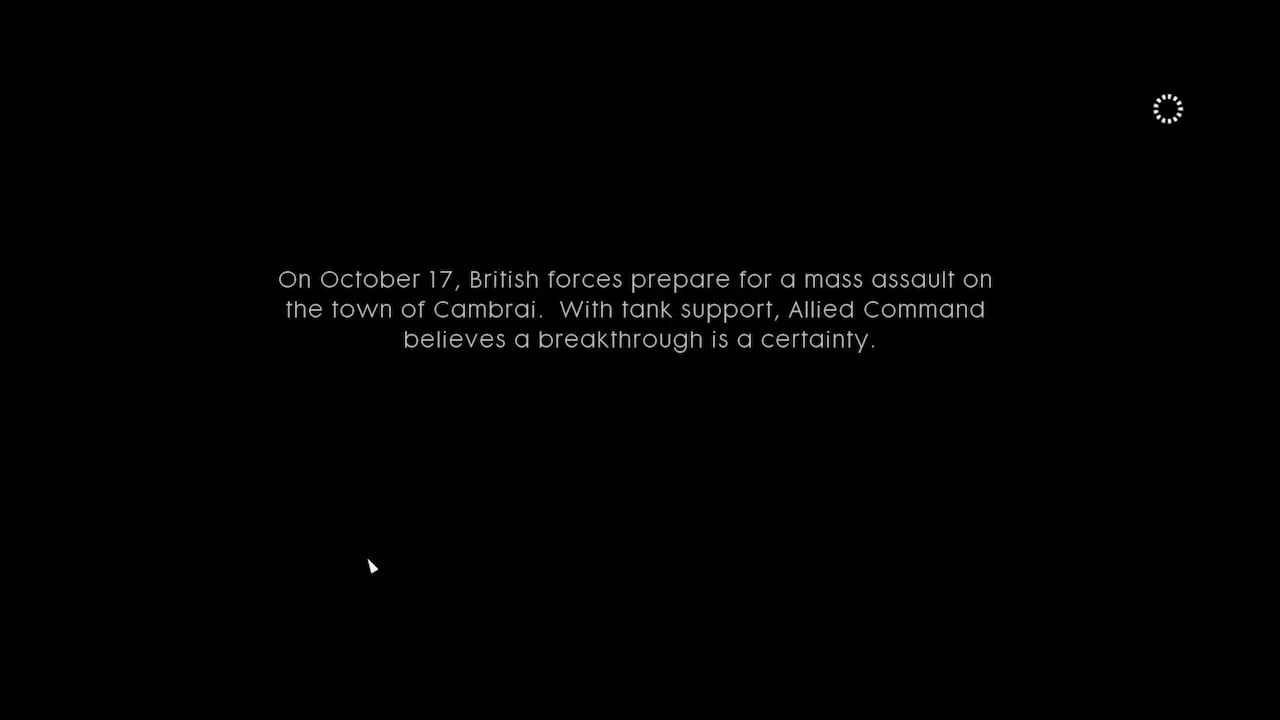 On October 17, British forces prepare for a mass assault on
the town of Cambrai.  With tank support, Allied Command
believes a breakthrough is a certainty.